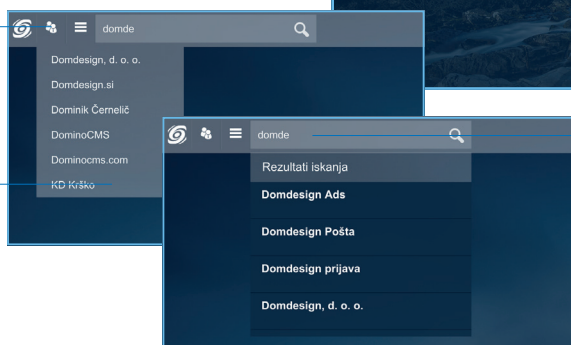 domde
Domdesign, d. o. o.
Domdesign.si
Dominik Černelič
DominoCMS
Dominocms.com
KD Krško
domde
Rezultati iskanja
Domdesign Ads
Domdesign Pošta
Domdesign prijava
Domdesign, d. o. o.